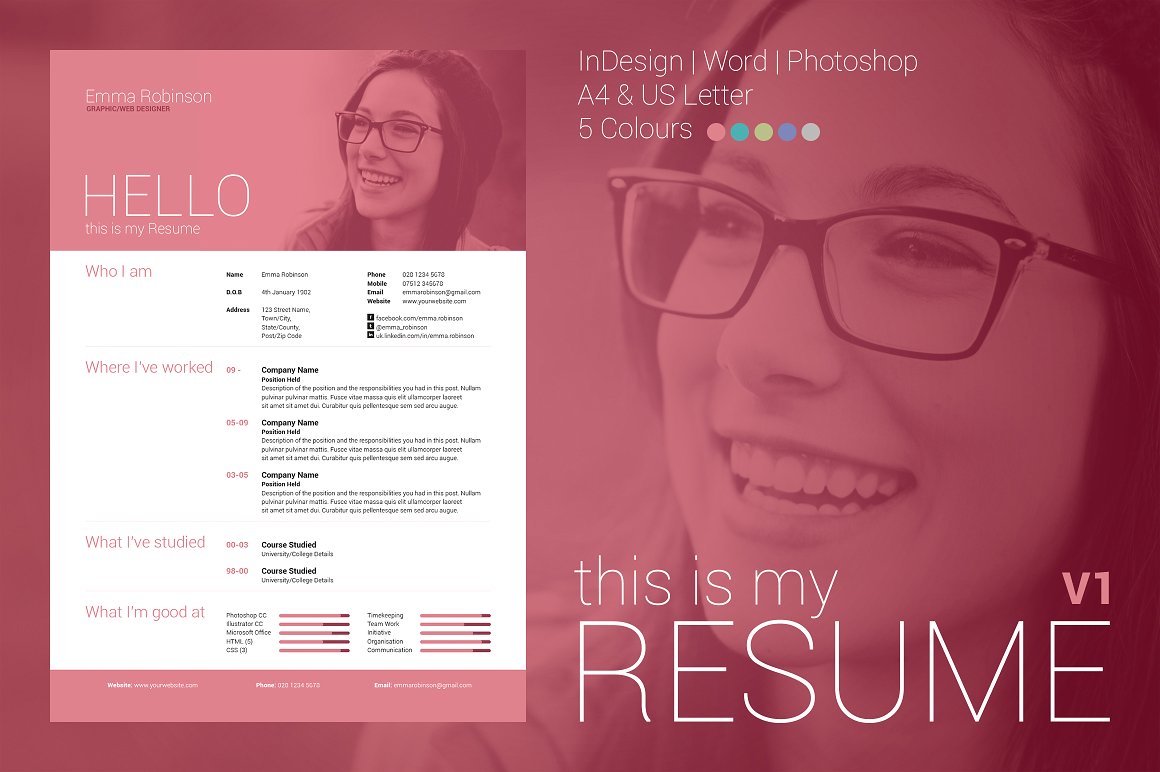 Emma Robinson
GRAPHIC/WEB DESIGNER
HELLO
this is my Resume
Who I am
Name Emma Robinson
D.O.B 4th January 1982
Address 123 Street Name,
Town/City,
State/County,
Post/Zip Code
Phone 020 1234 5678
Mobile 07512 345678
Email emmarobinson@gmail.com
Website www.yourwebsite.com
facebook.com/emma.robinson
@emma_robinson
uk.linkedin.com/in/emma.robinson
Where I've worked
09 - Company Name
Position Held
Description of the position and the responsibilities you had in this post. Nullam
pulvinar pulvinar mattis. Fusce vitae massa quis elit ullamcorper laoreet
sit amet sit amet dui. Curabitur quis pellentesque sem sed arcu augue.
05-09 Company Name
Position Held
Description of the position and the responsibilities you had in this post. Nullam
pulvinar pulvinar mattis. Fusce vitae massa quis elit ullamcorper laoreet
sit amet sit amet dui. Curabitur quis pellentesque sem sed arcu augue.
03-05 Company Name
Position Held
Description of the position and the responsibilities you had in this post. Nullam
pulvinar pulvinar mattis. Fusce vitae massa quis elit ullamcorper laoreet
sit amet sit amet dui. Curabitur quis pellentesque sem sed arcu augue.
What I've studied
00-03 Course Studied
University/College Details
98-00 Course Studied
University/College Details
What I'm good at
Photoshop CC
Illustrator CC
Microsoft Office
HTML (5)
CSS (3)
Timekeeping
Team Work
Initiative
Organisation
Communication
Website: www.yourwebsite.com Phone: 020 1234 5678 Email: emmarobinson@gmail.com
InDesign | Word | Photoshop
A4 & US Letter
5 Colours
this is my
V1
RESUME